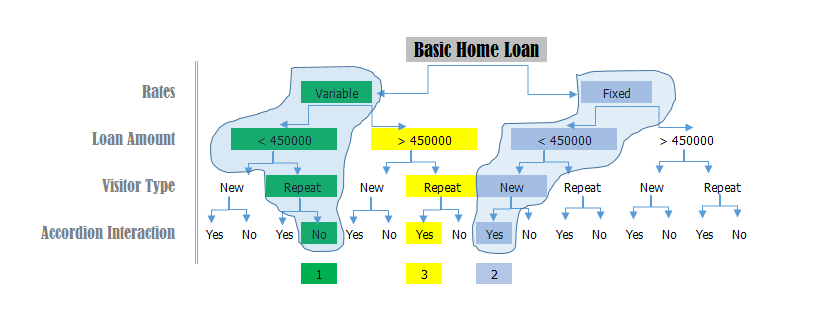 Basic Home Loan
Rates Variable Fixed
Loan Amount < 450000 > 450000 < 450000 > 450000
Visitor Type New Repeat New Repeat New Repeat New Repeat
Accordion Interaction Yes No Yes No Yes No Yes No Yes No Yes No Yes No Yes No
1 3 2